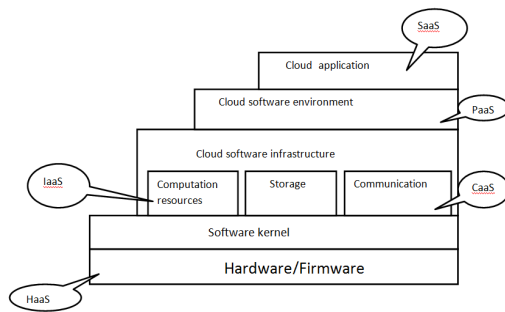 SaaS
Cloud application
Cloud software environment
PaaS
Cloud software infrastructure
IaaS
Computation
resources
Storage
Communication
CaaS
Software kernel
Hardware/Firmware
HaaS